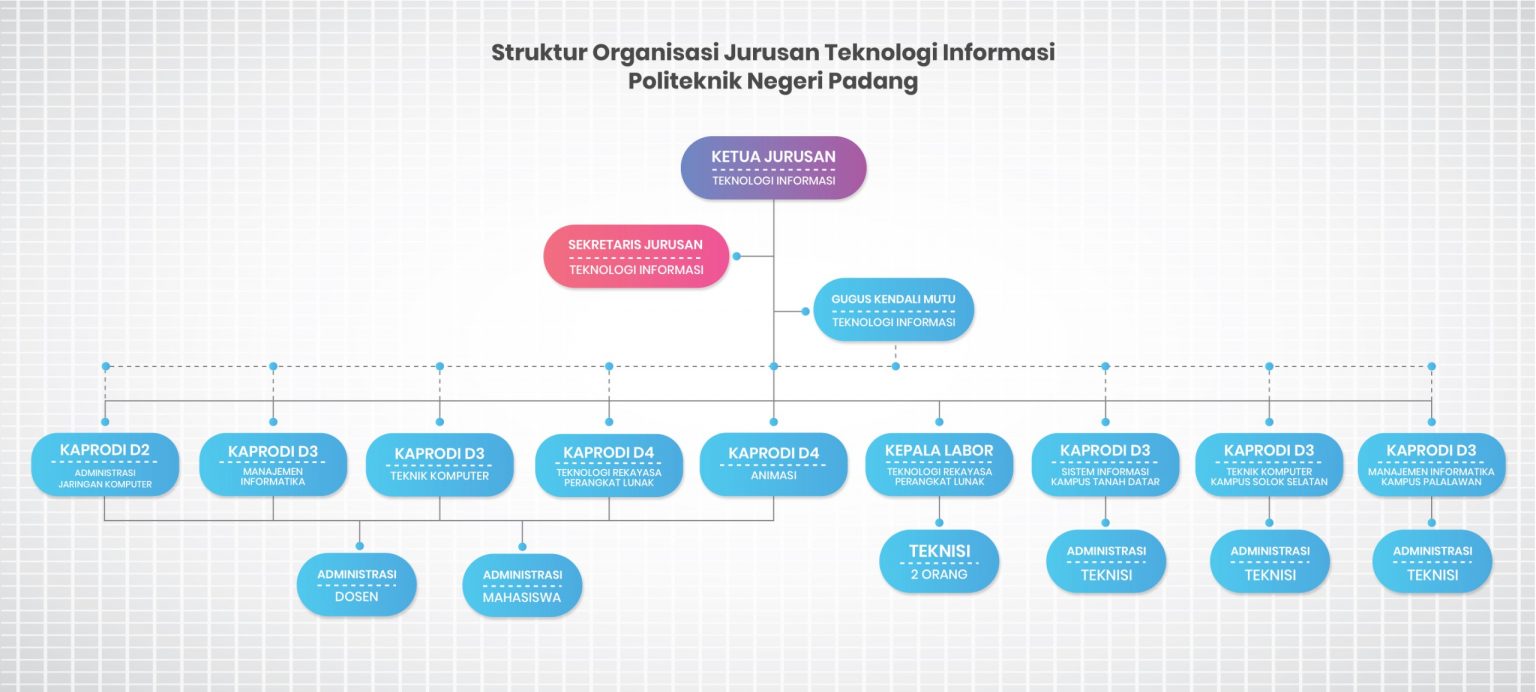 Struktur Organisasi Jurusan Teknologi Informasi
Politeknik Negeri Padang
KETUA JURUSAN
TEKNOLOGI INFORMASI
SEKRETARIS JURUSAN
TEKNOLOGI INFORMASI
GUGUS KENDALI MUTU
TEKNOLOGI INFORMASI
KAPRODI D2
ADMINISTRASI
JARINGAN KOMPUTER
KAPRODI D3
MANAJEMEN
INFORMATIKA
KAPRODI D3
TEKNIK KOMPUTER
KAPRODI D4
TEKNOLOGI REKAYASA
PERANGKAT LUNAK
KAPRODI D4
ANIMASI
KEPALA LABOR
TEKNOLOGI REKAYASA
PERANGKAT LUNAK
KAPRODI D3
SISTEM INFORMASI
KAMPUS TANAH DATAR
KAPRODI D3
TEKNIK KOMPUTER
KAMPUS SOLOK SELATAN
KAPRODI D3
MANAJEMEN INFORMATIKA
KAMPUS PALALAWAN
ADMINISTRASI
DOSEN
ADMINISTRASI
MAHASISWA
TEKNISI
2 ORANG
ADMINISTRASI
TEKNISI
ADMINISTRASI
TEKNISI
ADMINISTRASI
TEKNISI